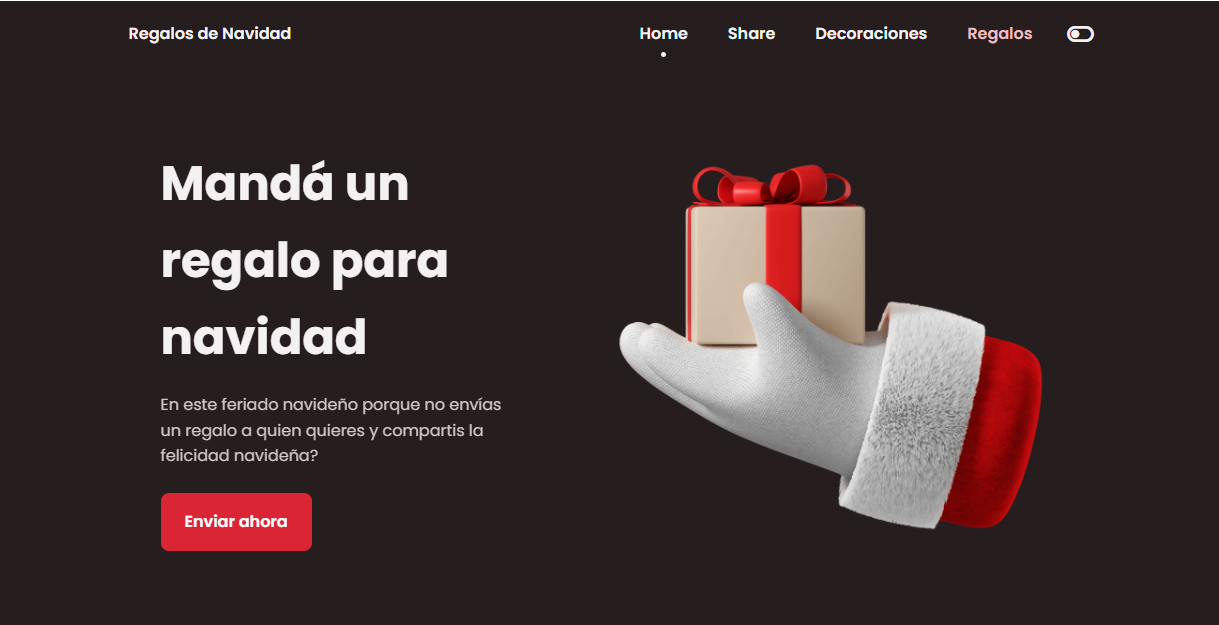 Regalos de Navidad
Home
Share
Decoraciones
Regalos
Mandá un
regalo para
navidad
En este feriado navideño porque no envías
un regalo a quien quieres y compartis la
felicidad navideña?
Enviar ahora